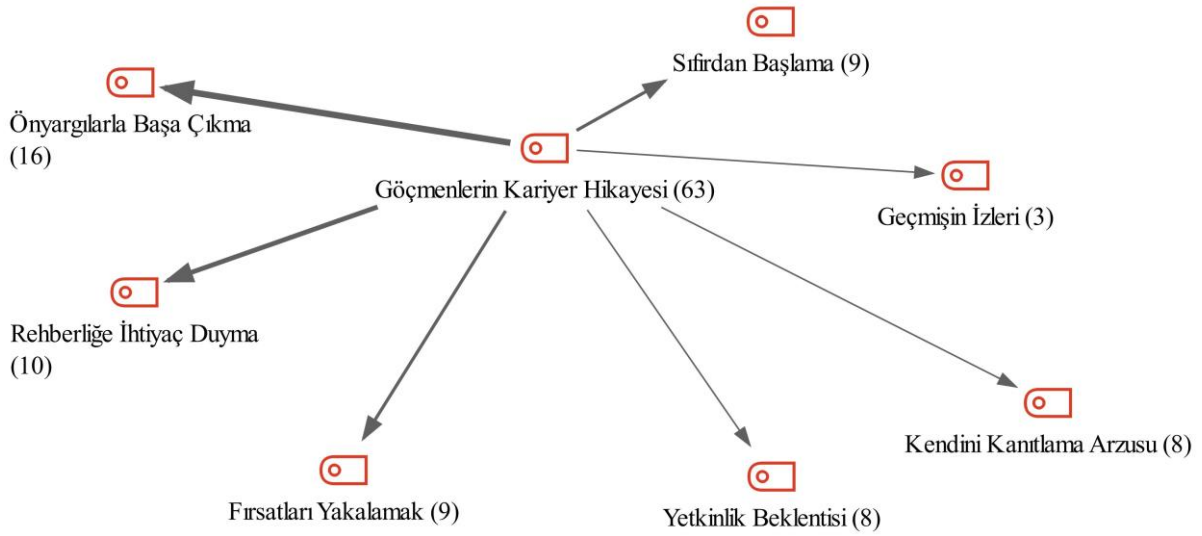 Sıfırdan Başlama (9)
Önyargılarla Başa Çıkma
(16)
Göçmenlerin Kariyer Hikayesi (63)
Geçmişin İzleri (3)
Rehberliğe İhtiyaç Duyma
(10)
Kendini Kanıtlama Arzusu (8)
Fırsatları Yakalamak (9)
Yetkinlik Beklentisi (8)